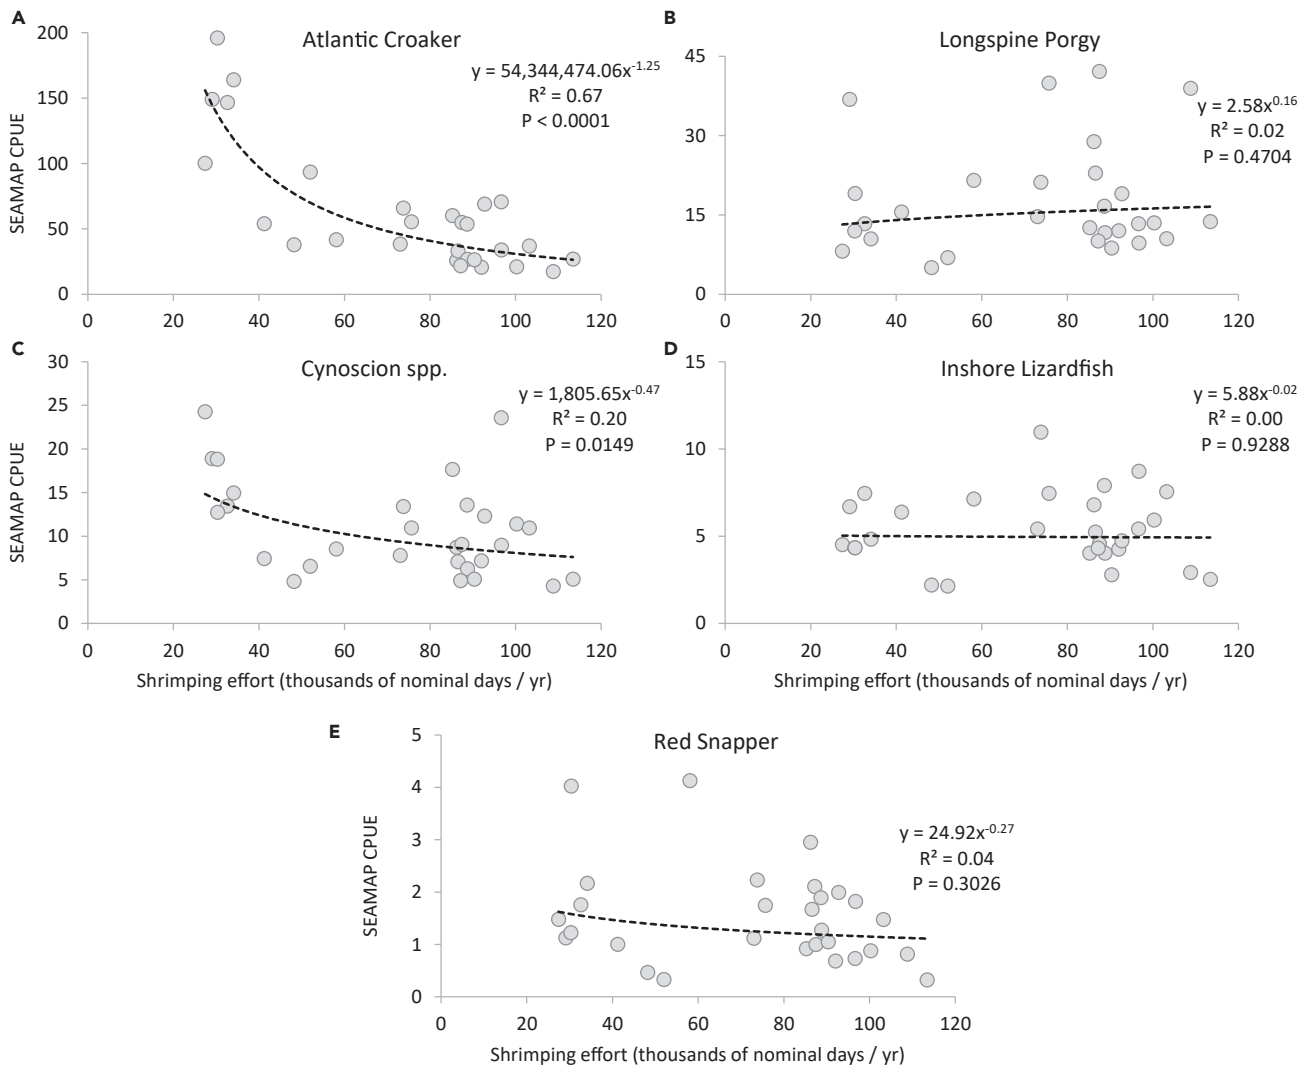 A
Atlantic Croaker
y = 54,344,474.06x^-1.25
R² = 0.67
P < 0.0001
SEAMAP CPUE
200
150
100
50
0
0 20 40 60 80 100 120
B
Longspine Porgy
y = 2.58x^0.16
R² = 0.02
P = 0.4704
45
30
15
0
0 20 40 60 80 100 120
C
Cynoscion spp.
y = 1,805.65x^-0.47
R² = 0.20
P = 0.0149
SEAMAP CPUE
30
25
20
15
10
5
0
0 20 40 60 80 100 120
Shrimping effort (thousands of nominal days / yr)
D
Inshore Lizardfish
y = 5.88x^-0.02
R² = 0.00
P = 0.9288
15
10
5
0
0 20 40 60 80 100 120
Shrimping effort (thousands of nominal days / yr)
E
Red Snapper
y = 24.92x^-0.27
R² = 0.04
P = 0.3026
SEAMAP CPUE
5
4
3
2
1
0
0 20 40 60 80 100 120
Shrimping effort (thousands of nominal days / yr)